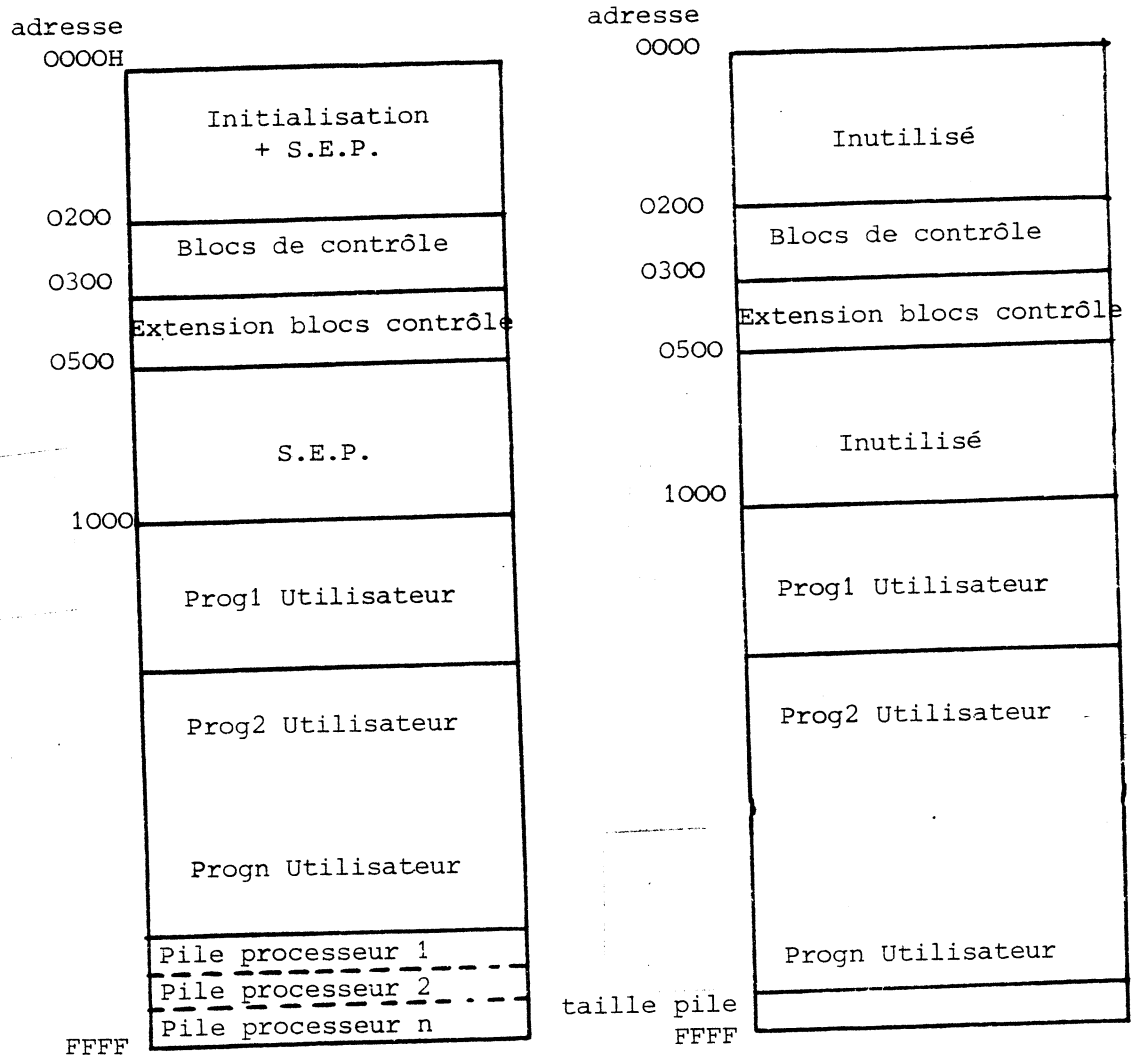 adresse
0000H
Initialisation
+ S.E.P.
0200
Blocs de contrôle
0300
Extension blocs contrôle
0500
S.E.P.
1000
Prog1 Utilisateur
Prog2 Utilisateur
Progn Utilisateur
Pile processeur 1
Pile processeur 2
Pile processeur n
FFFF
adresse
0000
Inutilisé
0200
Blocs de contrôle
0300
Extension blocs contrôle
0500
Inutilisé
1000
Prog1 Utilisateur
Prog2 Utilisateur
Progn Utilisateur
taille pile
FFFF